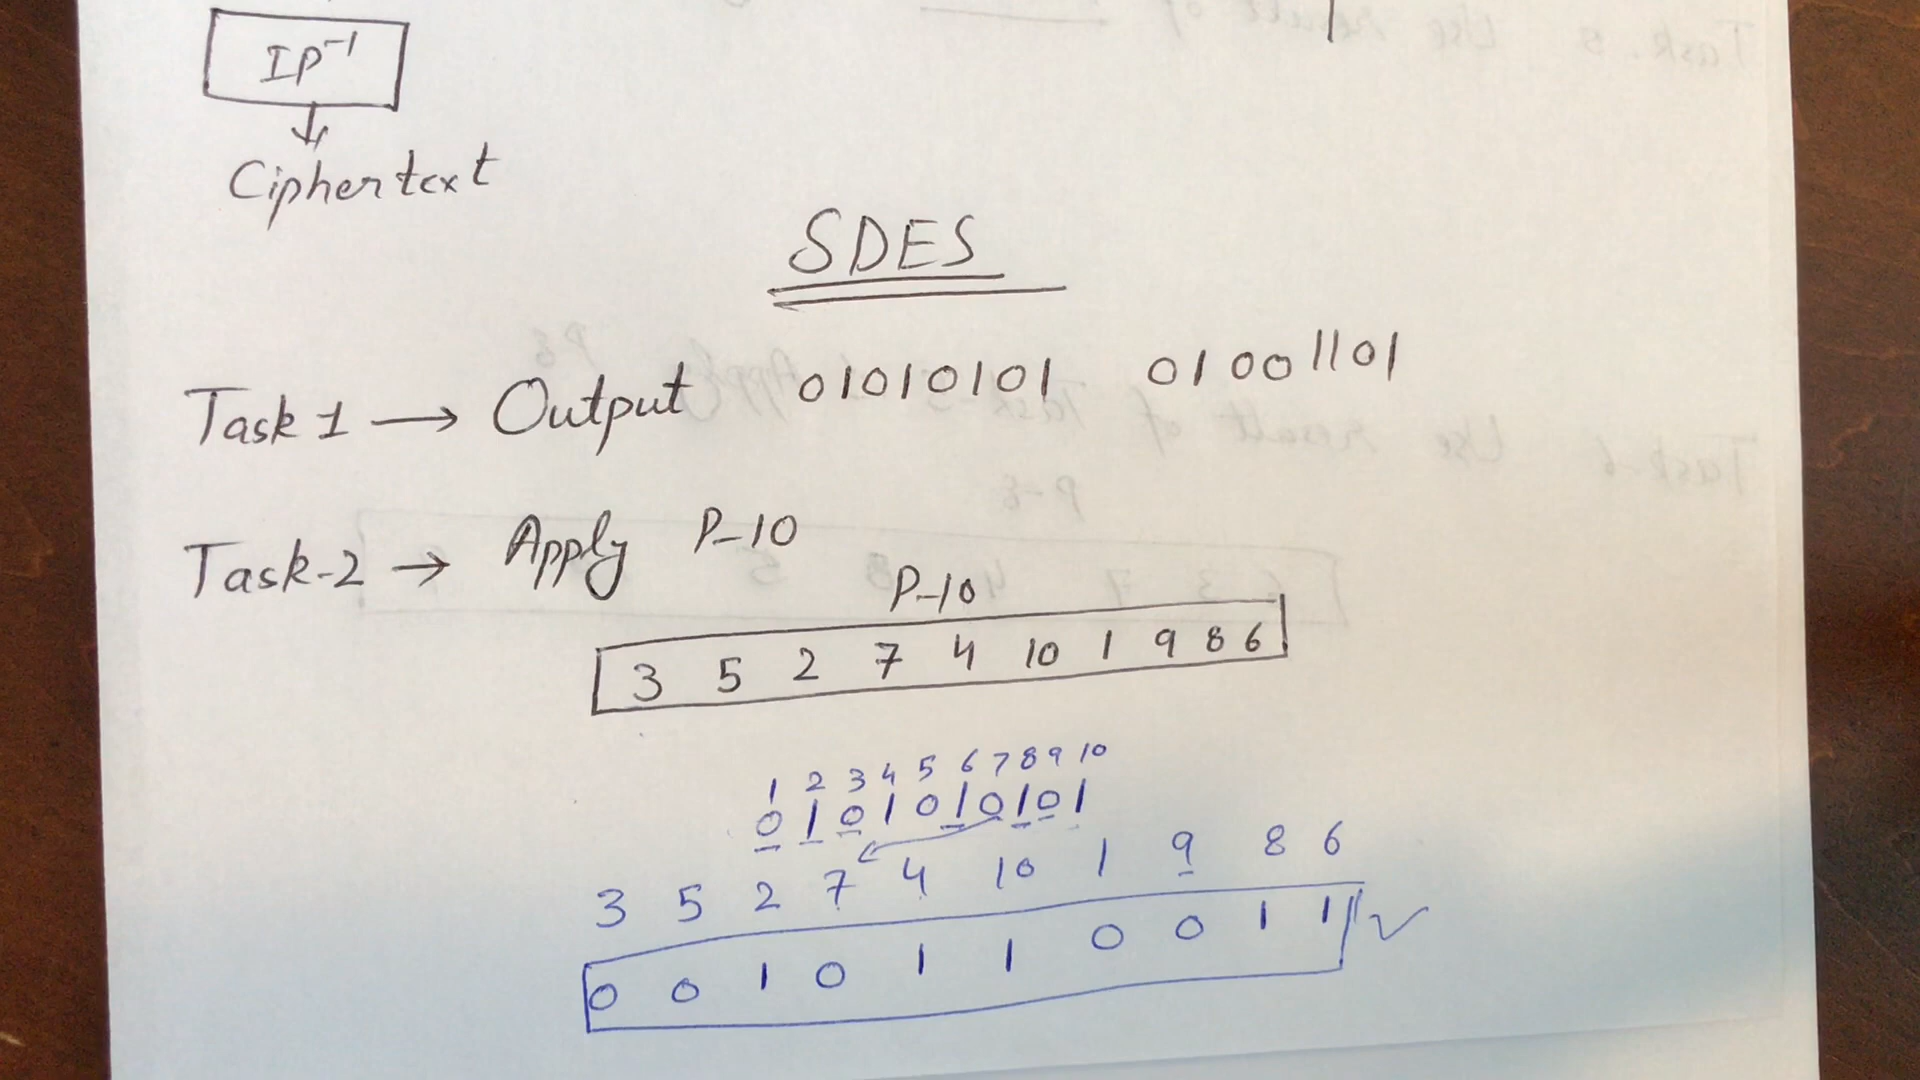 IP⁻¹
Ciphertext
SDES
Task 1 → Output 01010101 01001101
Task-2 → Apply P-10
P-10
3 5 2 7 4 10 1 9 8 6
1 2 3 4 5 6 7 8 9 10
0 1 0 1 0 1 0 1 0 1
3 5 2 7 4 10 1 9 8 6
0 0 1 0 1 1 0 0 1 1 ✓